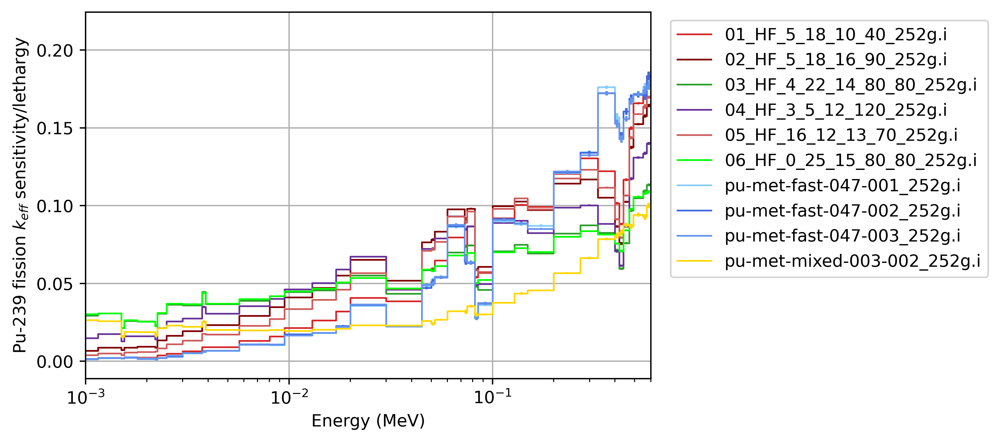 Pu-239 fission k_eff sensitivity/lethargy
0.20
0.15
0.10
0.05
0.00
10⁻³
10⁻²
10⁻¹
Energy (MeV)
01_HF_5_18_10_40_252g.i
02_HF_5_18_16_90_252g.i
03_HF_4_22_14_80_80_252g.i
04_HF_3_5_12_120_252g.i
05_HF_16_12_13_70_252g.i
06_HF_0_25_15_80_80_252g.i
pu-met-fast-047-001_252g.i
pu-met-fast-047-002_252g.i
pu-met-fast-047-003_252g.i
pu-met-mixed-003-002_252g.i